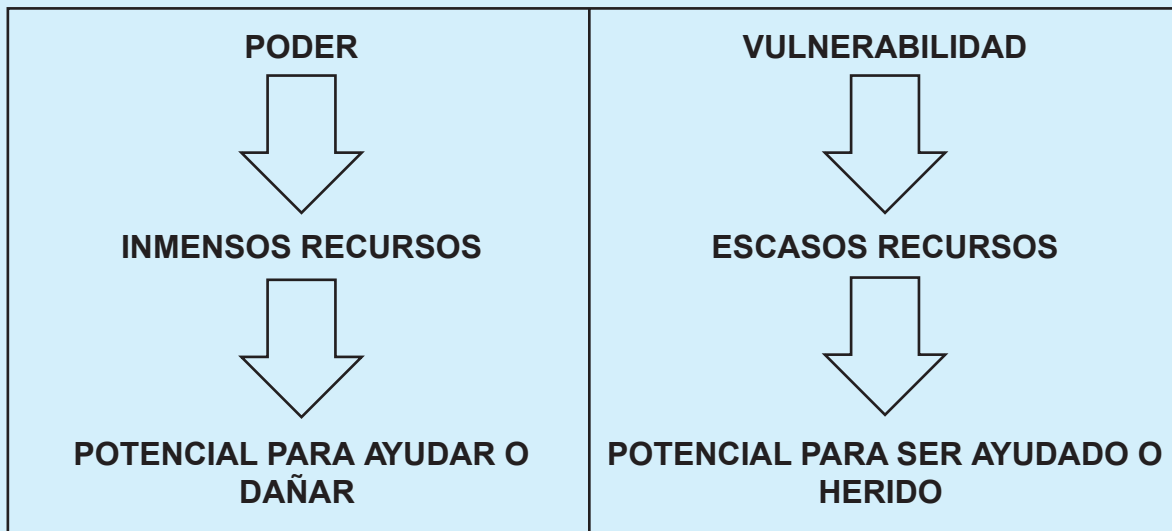 PODER
INMENSOS RECURSOS
POTENCIAL PARA AYUDAR O
DAÑAR
VULNERABILIDAD
ESCASOS RECURSOS
POTENCIAL PARA SER AYUDADO O
HERIDO